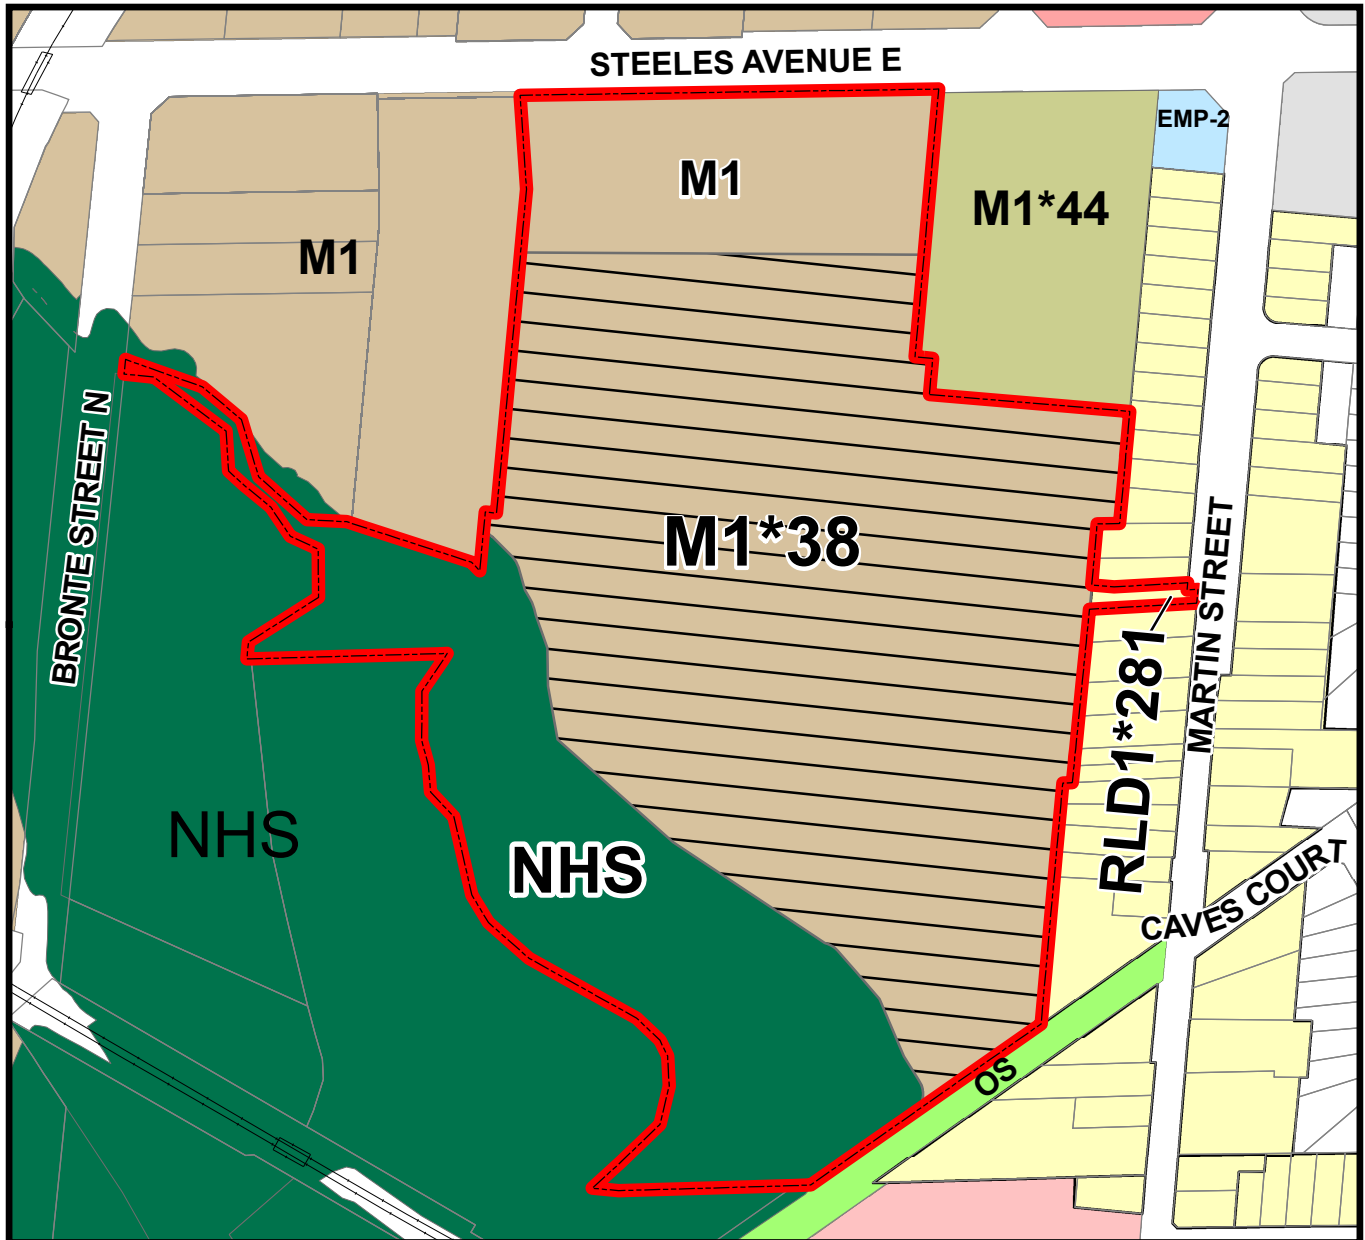 STEELES AVENUE E
EMP-2
M1
M1*44
M1
BRONTE STREET N
M1*38
MARTIN STREET
RLD1*281
NHS
NHS
CAVES COURT
OS